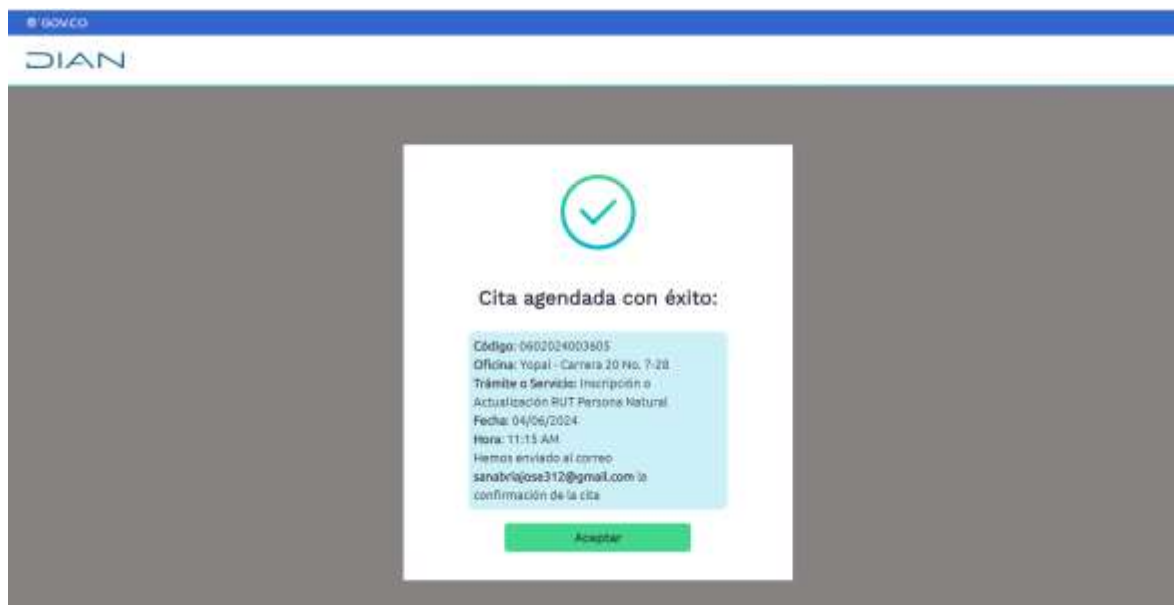 GOV.CO
DIAN
Cita agendada con éxito:
Código: 0602024003605
Oficina: Yopal - Carrera 20 No. 7-28
Trámite o Servicio: Inscripción o
Actualización RUT Persona Natural
Fecha: 04/06/2024
Hora: 11:15 AM
Hemos enviado al correo
sanabriajose312@gmail.com la
confirmación de la cita
Aceptar